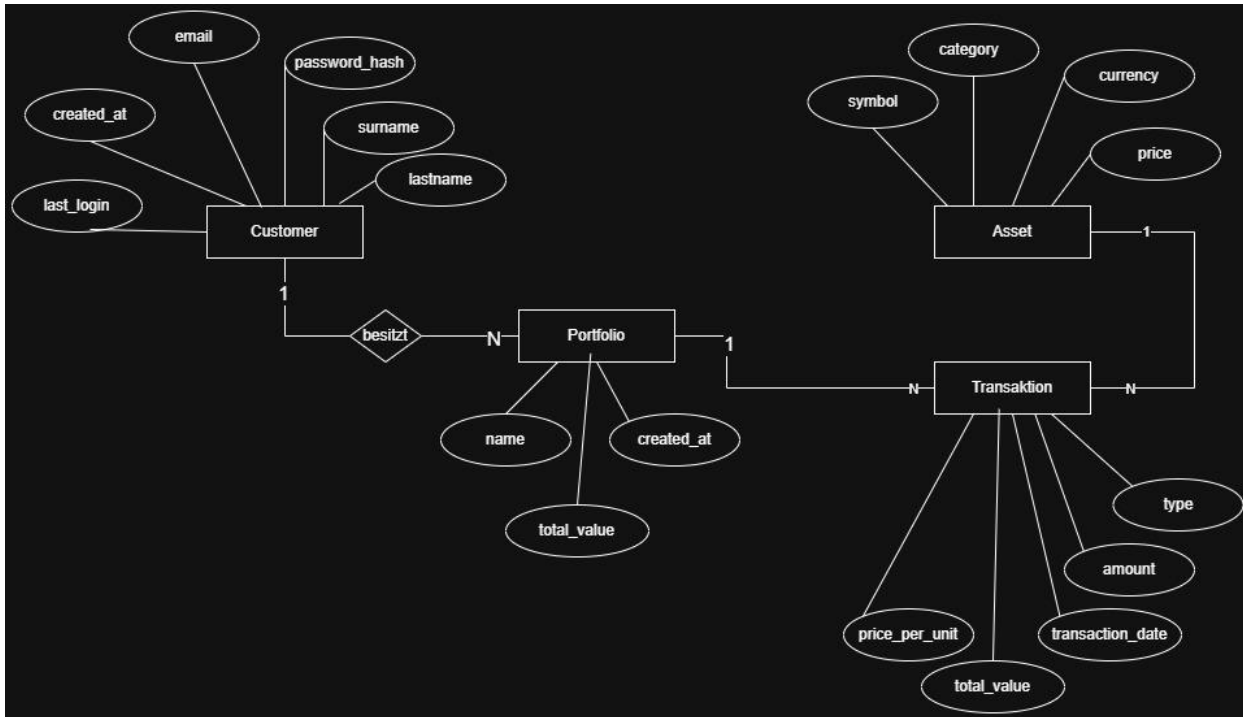 email
password_hash
created_at
surname
lastname
last_login
Customer
1
besitzt
N
Portfolio
name
created_at
total_value
1
N
category
currency
symbol
price
Asset
1
Transaktion
N
type
amount
price_per_unit
transaction_date
total_value